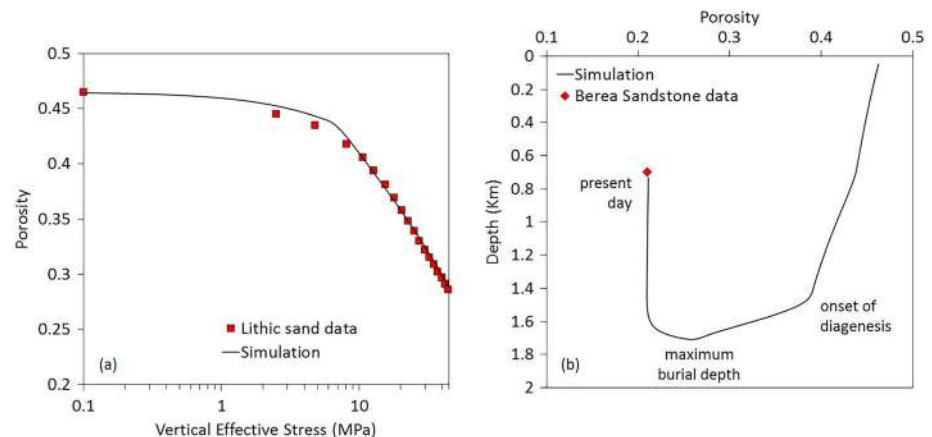 0.5
0.45
0.4
0.35
0.3
0.25
0.2
Porosity
0.1
1
10
Vertical Effective Stress (MPa)
Lithic sand data
Simulation
(a)
Porosity
0.1
0.2
0.3
0.4
0.5
0
0.2
0.4
0.6
0.8
1
1.2
1.4
1.6
1.8
2
Depth (Km)
Simulation
Berea Sandstone data
present
day
onset of
diagenesis
maximum
burial depth
(b)